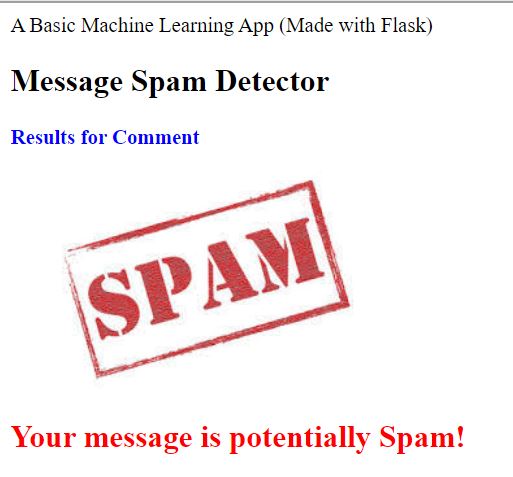 A Basic Machine Learning App (Made with Flask)
Message Spam Detector
Results for Comment
SPAM
Your message is potentially Spam!